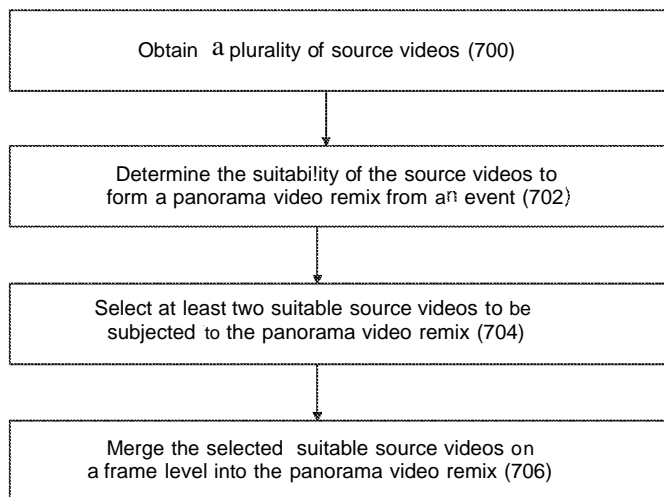 Obtain a plurality of source videos (700)
Determine the suitability of the source videos to
form a panorama video remix from an event (702)
Select at least two suitable source videos to be
subjected to the panorama video remix (704)
Merge the selected suitable source videos on
a frame level into the panorama video remix (706)